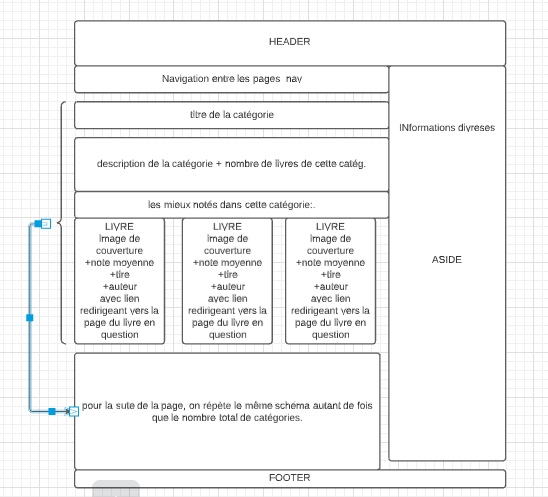 HEADER
Navigation entre les pages nav
titre de la catégorie
INformations divreses
description de la catégorie + nombre de livres de cette catég.
les mieux notés dans cette catégorie:.
LIVRE
image de
couverture
+note moyenne
+tire
+auteur
avec lien
redirigeant vers la
page du livre en
question
LIVRE
image de
couverture
+note moyenne
+tire
+auteur
avec lien
redirigeant vers la
page du livre en
question
LIVRE
image de
couverture
+note moyenne
+tire
+auteur
avec lien
redirigeant vers la
page du livre en
question
ASIDE
pour la sute de la page, on répète le même schéma autant de fois
que le nombre total de catégories.
FOOTER